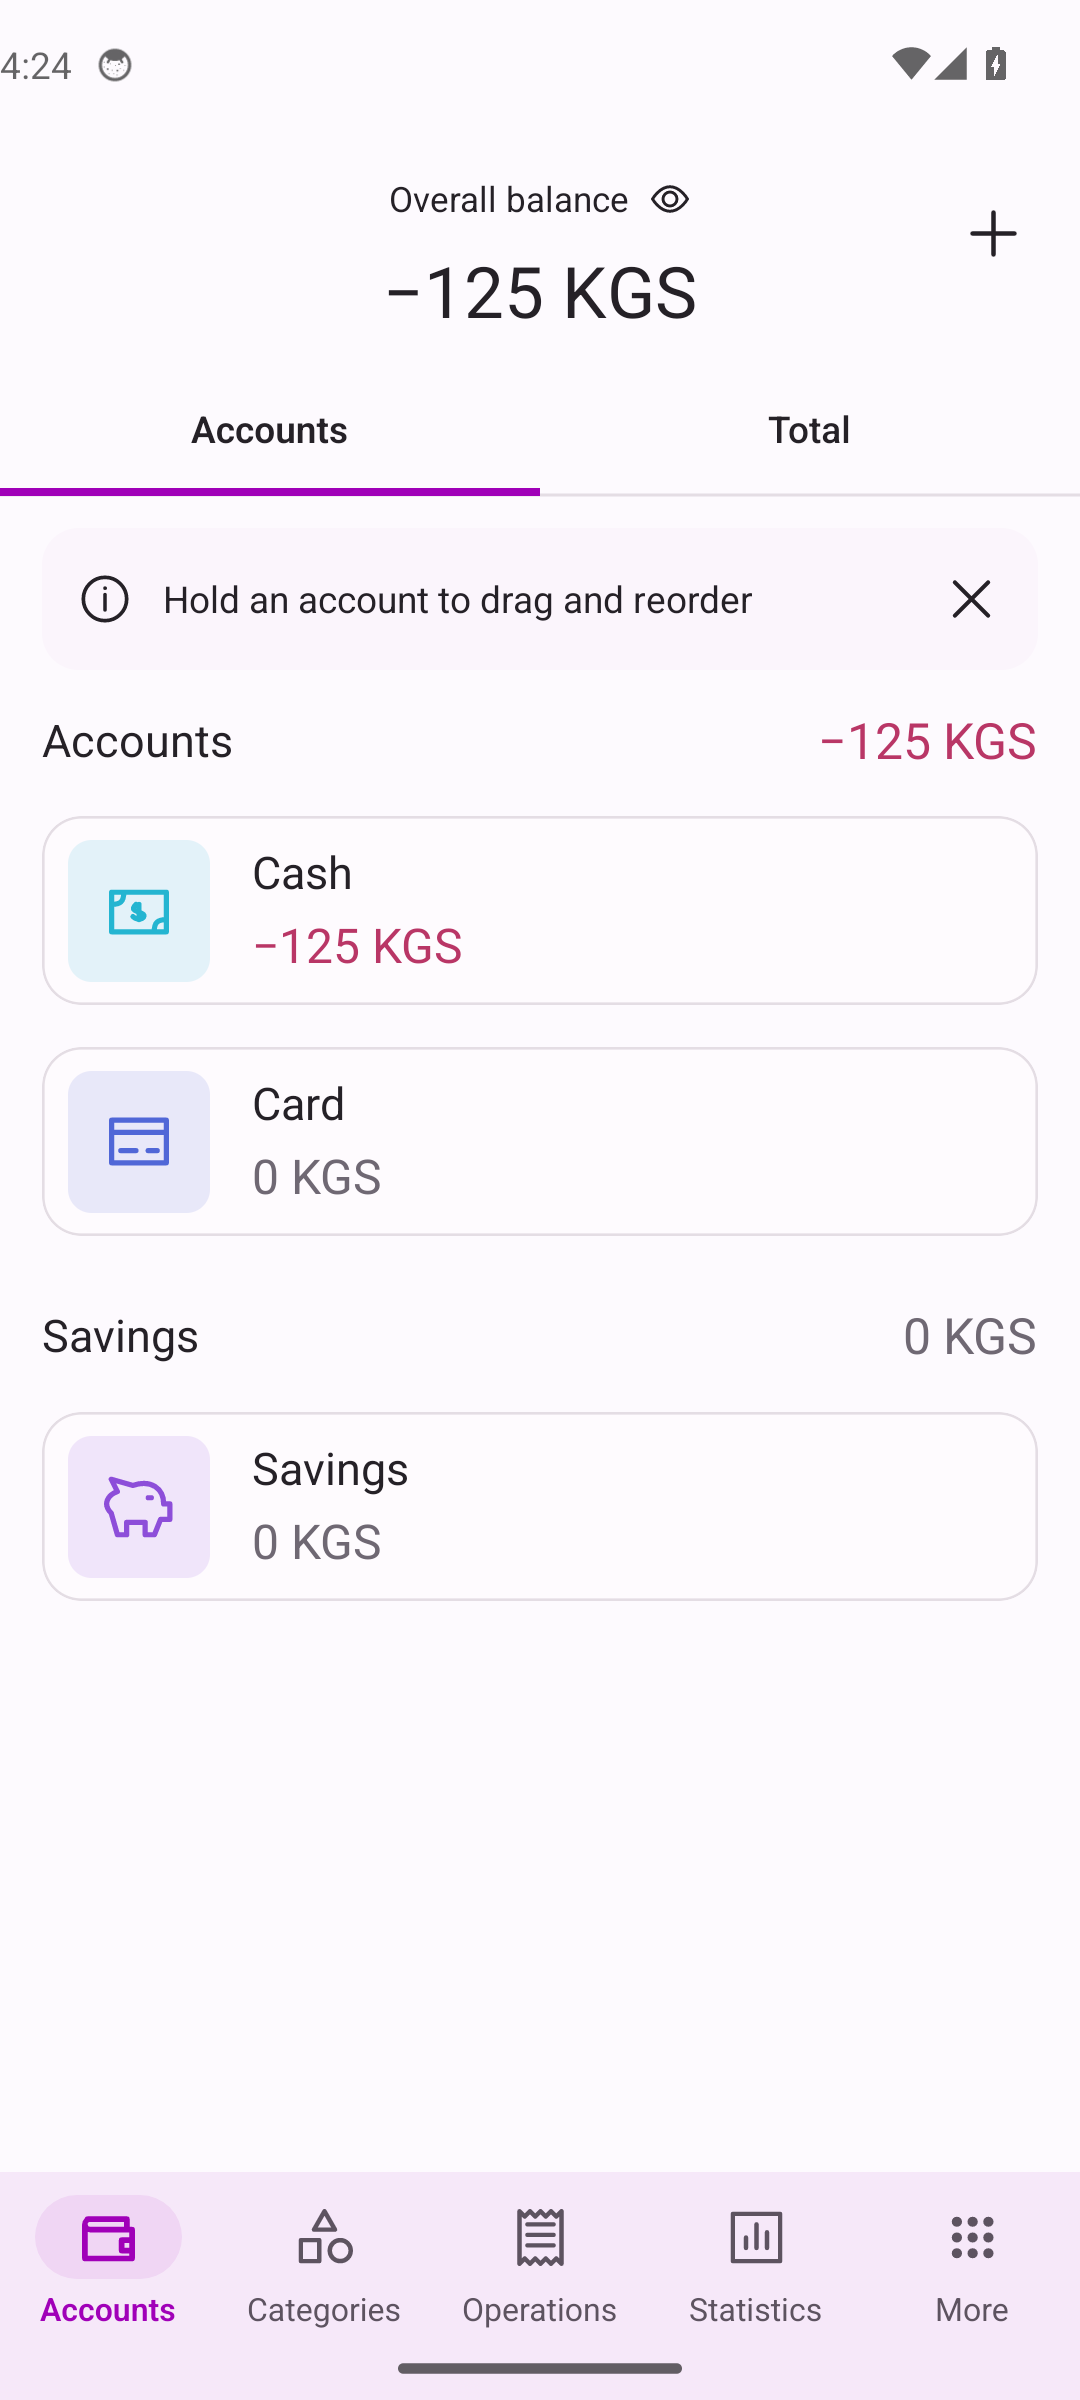 4:24
Overall balance
−125 KGS
Accounts
Total
Hold an account to drag and reorder
Accounts
−125 KGS
Cash
−125 KGS
Card
0 KGS
Savings
0 KGS
Savings
0 KGS
Accounts
Categories
Operations
Statistics
More